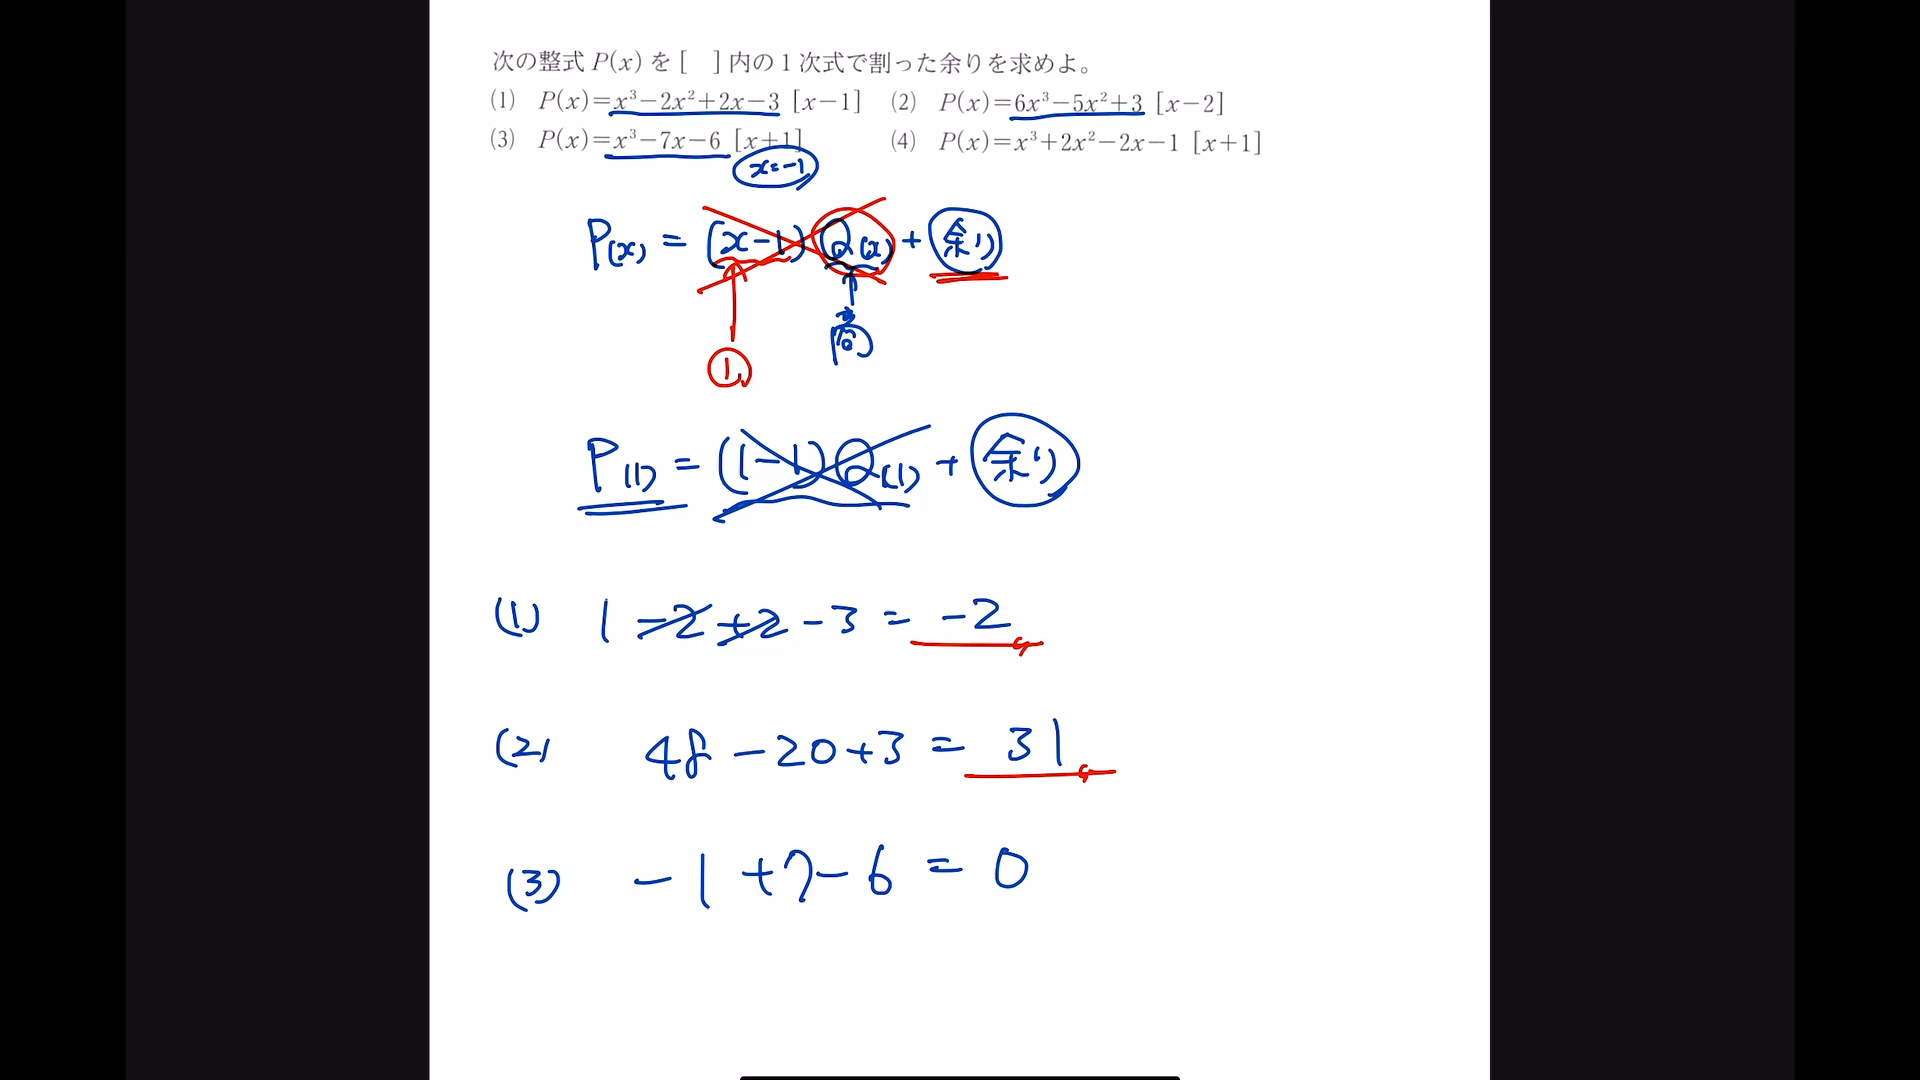 次の整式 P(x) を [ ] 内の 1 次式で割った余りを求めよ。
(1) P(x)=x³−2x²+2x−3 [x−1] (2) P(x)=6x³−5x²+3 [x−2]
(3) P(x)=x³−7x−6 [x+1] (4) P(x)=x³+2x²−2x−1 [x+1]
x=-1
P(x) = (x-1) Q(x) + 余り
商
1
P(1) = (1-1) Q(1) + 余り
(1) 1 -2 +2 -3 = -2
(2) 48 -20+3 = 31
(3) -1 +7-6 = 0